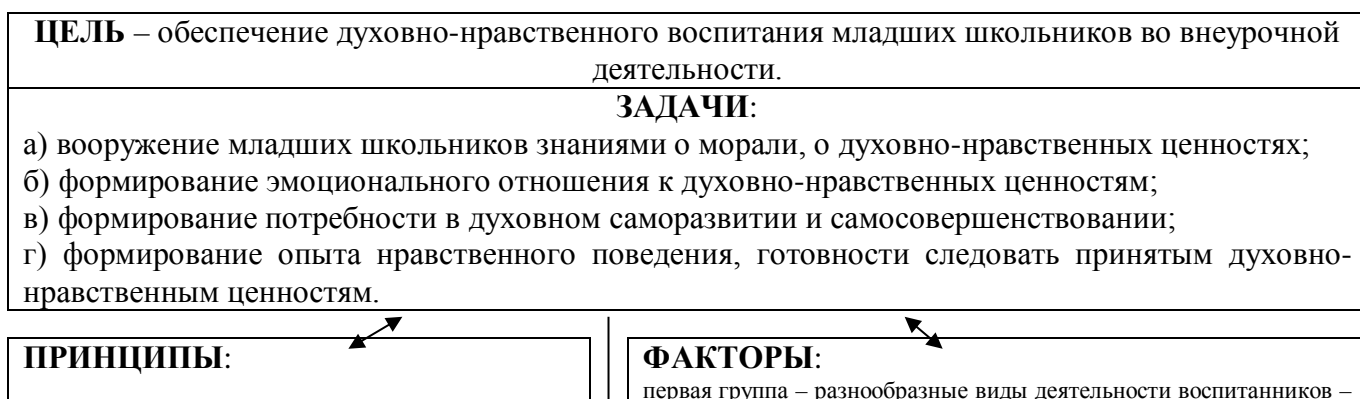 ЦЕЛЬ – обеспечение духовно-нравственного воспитания младших школьников во внеурочной
деятельности.
ЗАДАЧИ:
а) вооружение младших школьников знаниями о морали, о духовно-нравственных ценностях;
б) формирование эмоционального отношения к духовно-нравственных ценностям;
в) формирование потребности в духовном саморазвитии и самосовершенствовании;
г) формирование опыта нравственного поведения, готовности следовать принятым духовно-
нравственным ценностям.
ПРИНЦИПЫ:
ФАКТОРЫ:
первая группа – разнообразные виды деятельности воспитанников –